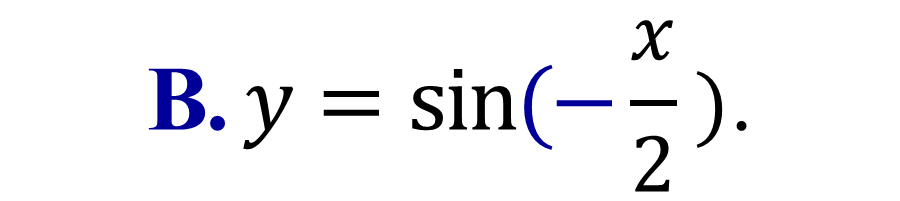 B. y = sin(−x/2).